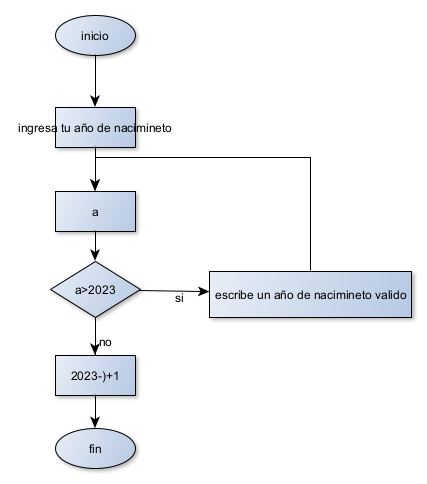 inicio
ingresa tu año de nacimineto
a
a>2023
si
escribe un año de nacimineto valido
no
2023-)+1
fin